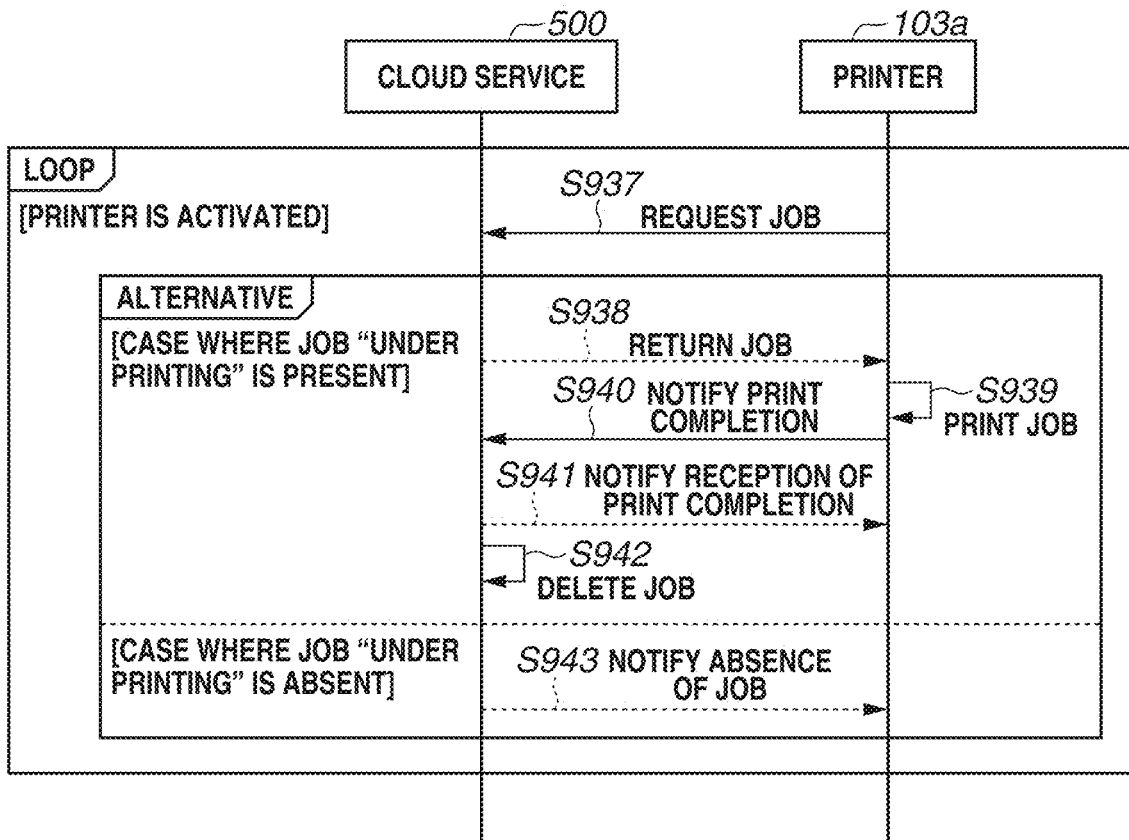 500
103a
CLOUD SERVICE
PRINTER
LOOP
[PRINTER IS ACTIVATED]
S937
REQUEST JOB
ALTERNATIVE
[CASE WHERE JOB “UNDER
PRINTING” IS PRESENT]
S938
RETURN JOB
S939
PRINT JOB
S940 NOTIFY PRINT
COMPLETION
S941 NOTIFY RECEPTION OF
PRINT COMPLETION
S942
DELETE JOB
[CASE WHERE JOB “UNDER
PRINTING” IS ABSENT]
S943 NOTIFY ABSENCE
OF JOB